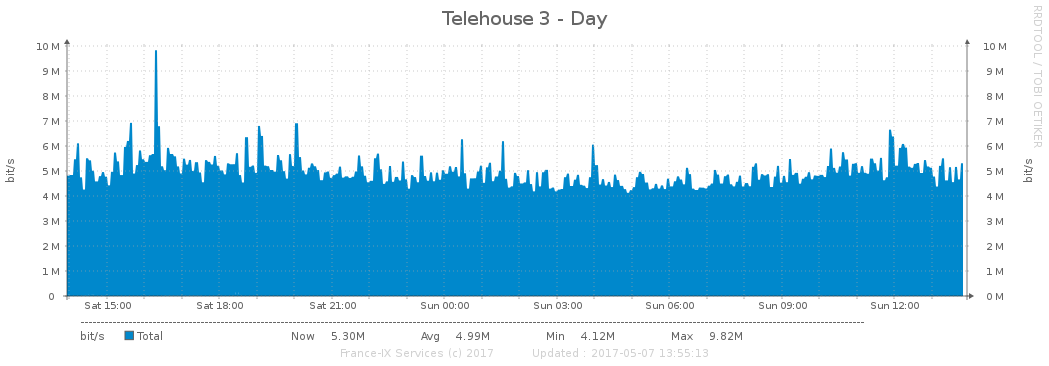 Telehouse 3 - Day
RRDTOOL / TOBI OETIKER
bit/s
bit/s
10 M 10 M
9 M 9 M
8 M 8 M
7 M 7 M
6 M 6 M
5 M 5 M
4 M 4 M
3 M 3 M
2 M 2 M
1 M 1 M
0 0 M
Sat 15:00 Sat 18:00 Sat 21:00 Sun 00:00 Sun 03:00 Sun 06:00 Sun 09:00 Sun 12:00
bit/s Total Now 5.30M Avg 4.99M Min 4.12M Max 9.82M
France-IX Services (c) 2017 Updated : 2017-05-07 13:55:13